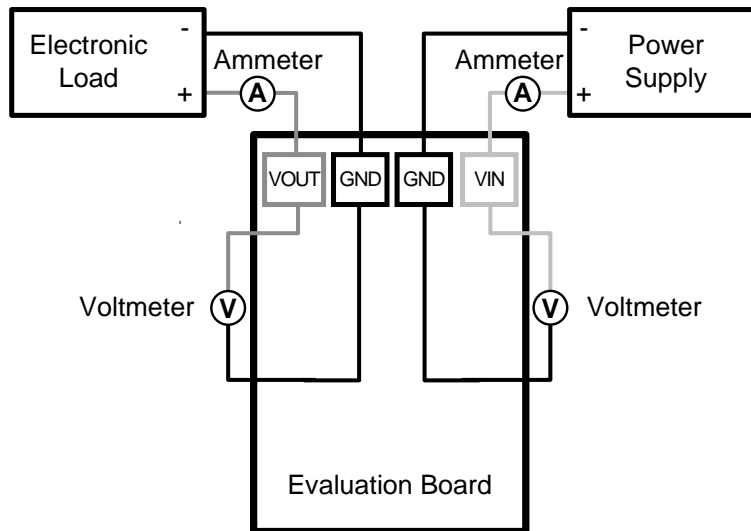 Electronic
Load
-
+
Ammeter
A
Ammeter
A
-
+
Power
Supply
VOUT
GND
GND
VIN
Voltmeter
V
V
Voltmeter
Evaluation Board